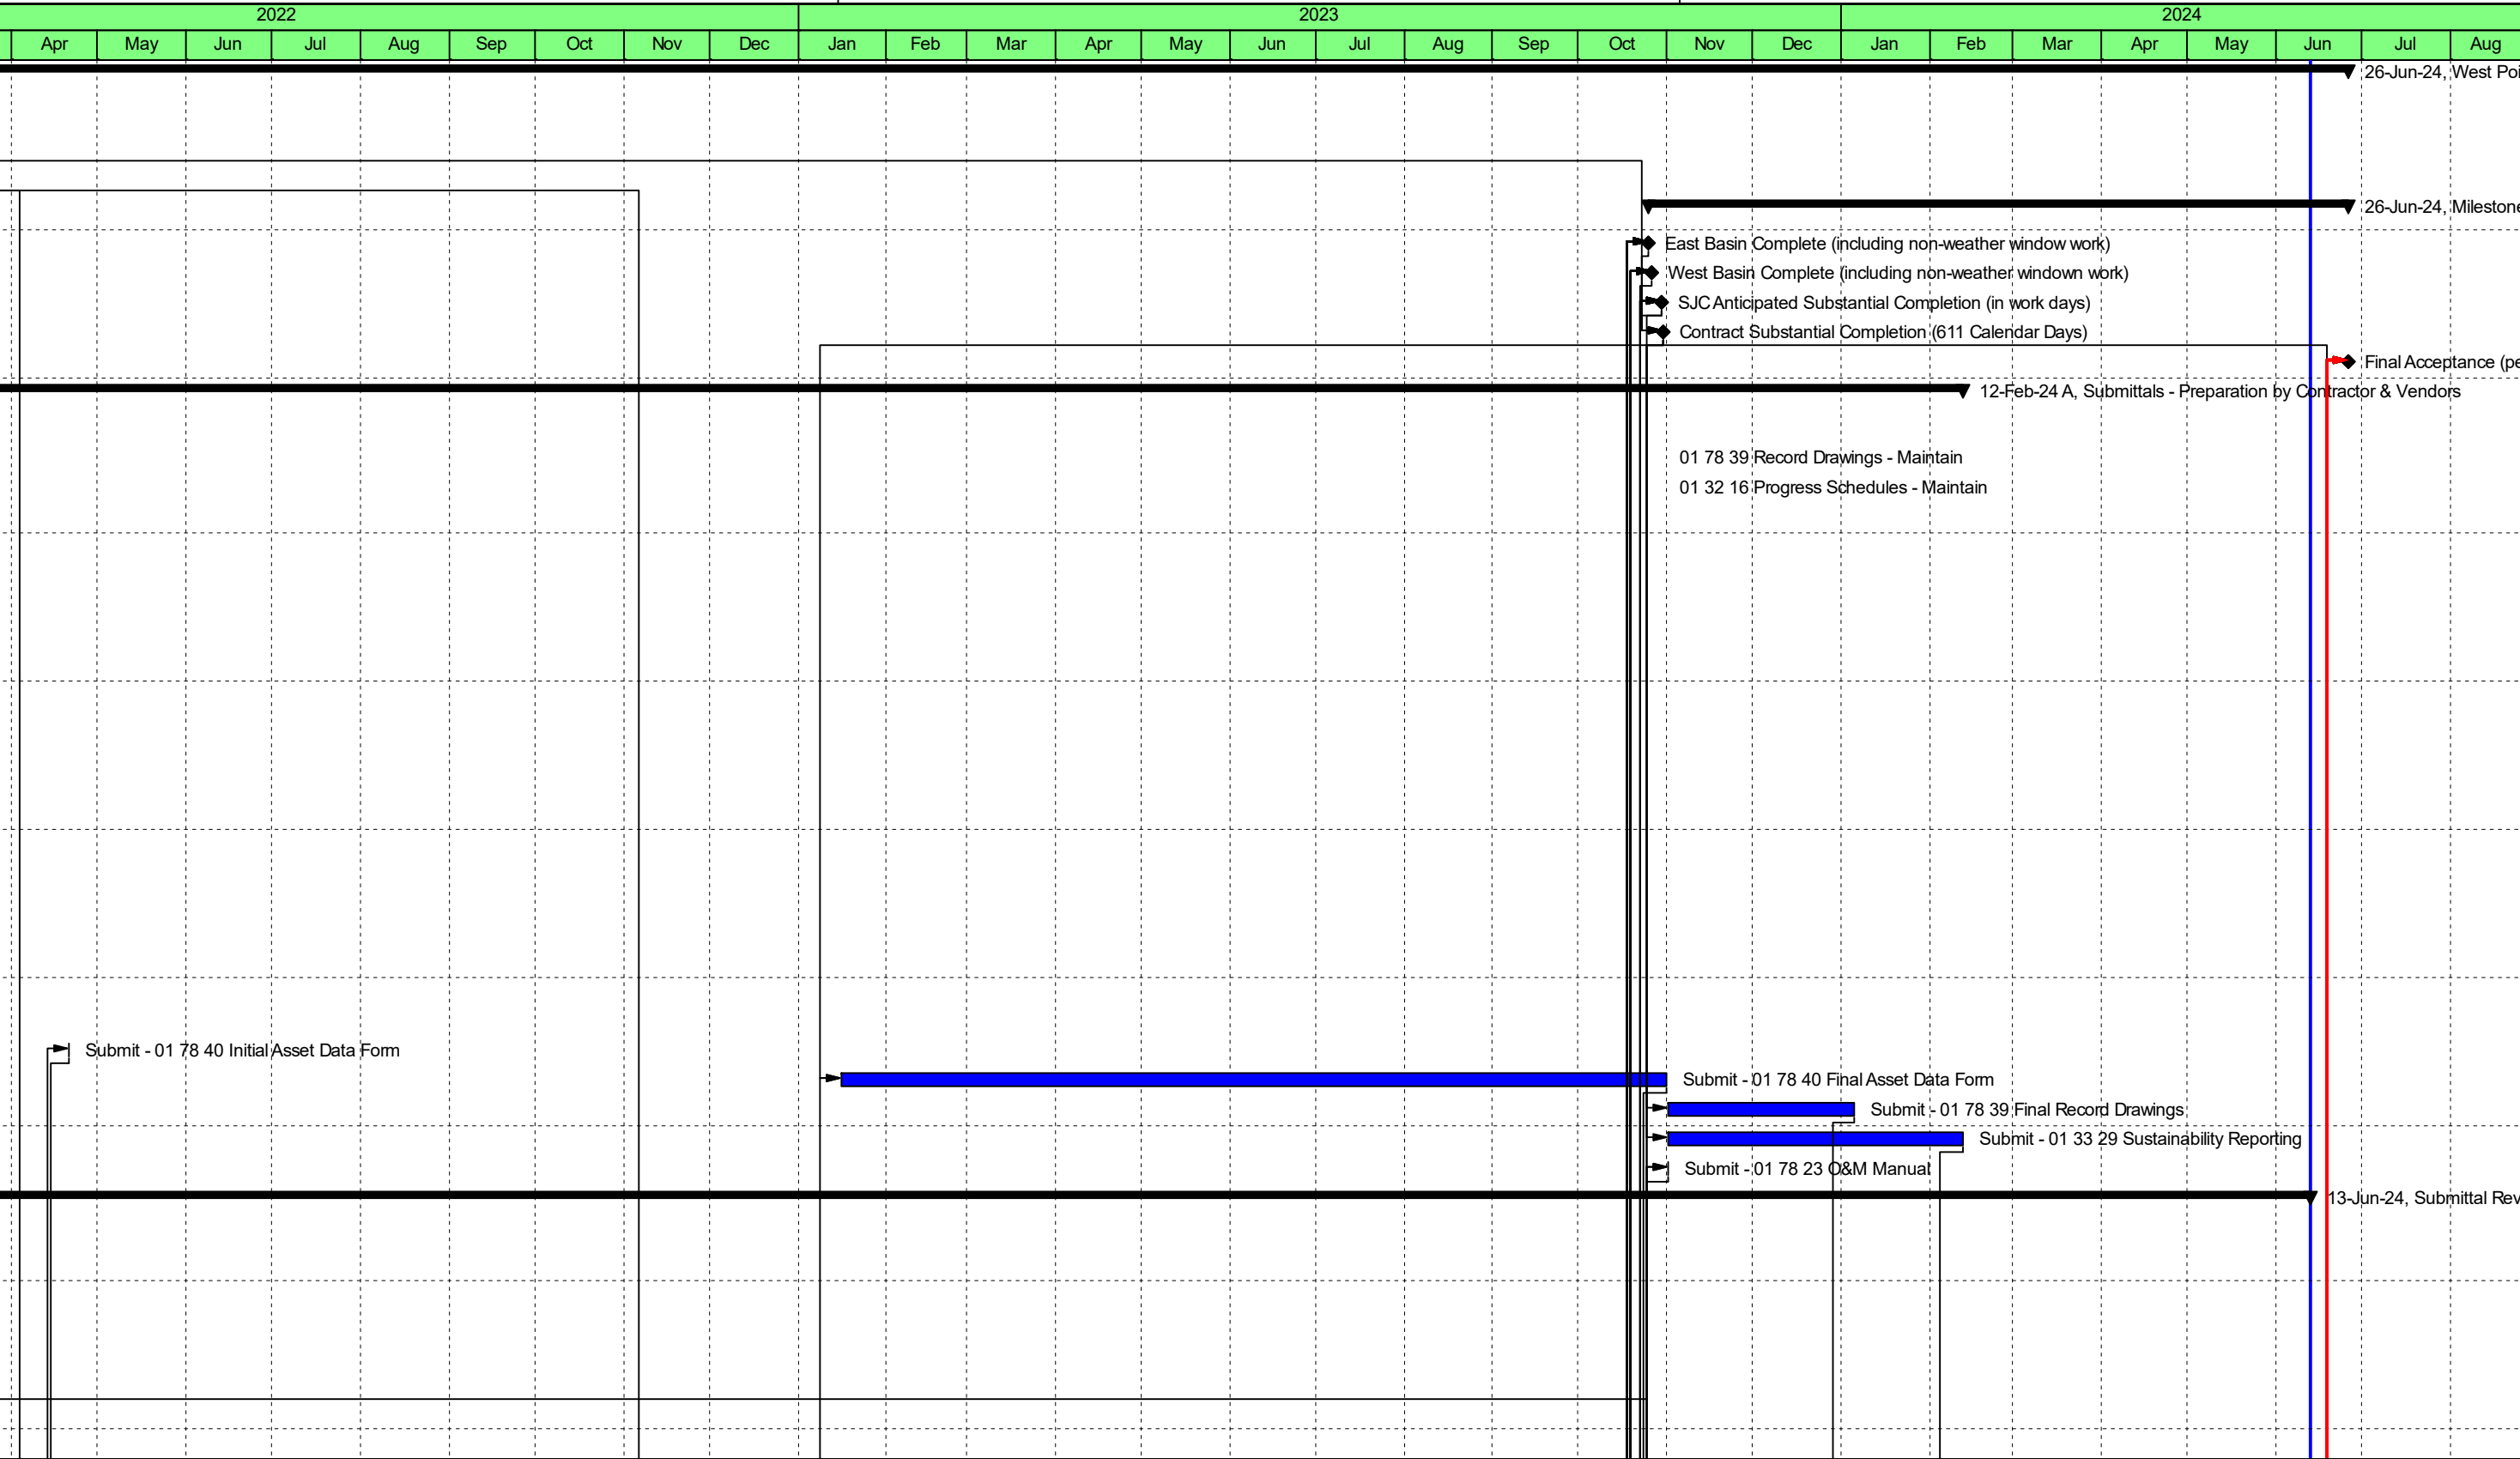 2022 2023 2024
Apr May Jun Jul Aug Sep Oct Nov Dec Jan Feb Mar Apr May Jun Jul Aug Sep Oct Nov Dec Jan Feb Mar Apr May Jun Jul Aug
26-Jun-24, West Poi
26-Jun-24, Milestone
East Basin Complete (including non-weather window work)
West Basin Complete (including non-weather windown work)
SJC Anticipated Substantial Completion (in work days)
Contract Substantial Completion (611 Calendar Days)
Final Acceptance (pe
12-Feb-24 A, Submittals - Preparation by Contractor & Vendors
01 78 39 Record Drawings - Maintain
01 32 16 Progress Schedules - Maintain
Submit - 01 78 40 Initial Asset Data Form
Submit - 01 78 40 Final Asset Data Form
Submit - 01 78 39 Final Record Drawings
Submit - 01 33 29 Sustainability Reporting
Submit - 01 78 23 O&M Manual
13-Jun-24, Submittal Rev